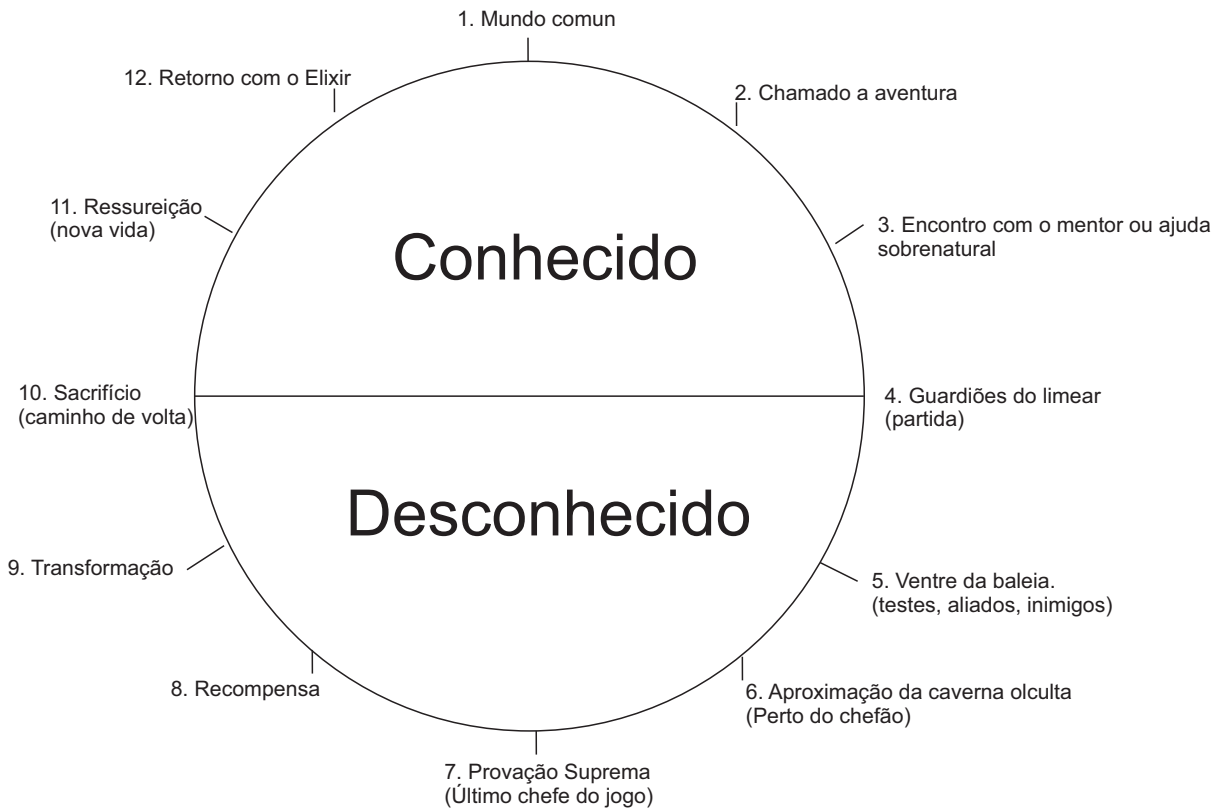 1. Mundo comun
2. Chamado a aventura
3. Encontro com o mentor ou ajuda
sobrenatural
4. Guardiões do limear
(partida)
5. Ventre da baleia.
(testes, aliados, inimigos)
6. Aproximação da caverna olculta
(Perto do chefão)
7. Provação Suprema
(Último chefe do jogo)
8. Recompensa
9. Transformação
10. Sacrifício
(caminho de volta)
11. Ressureição
(nova vida)
12. Retorno com o Elixir
Conhecido
Desconhecido